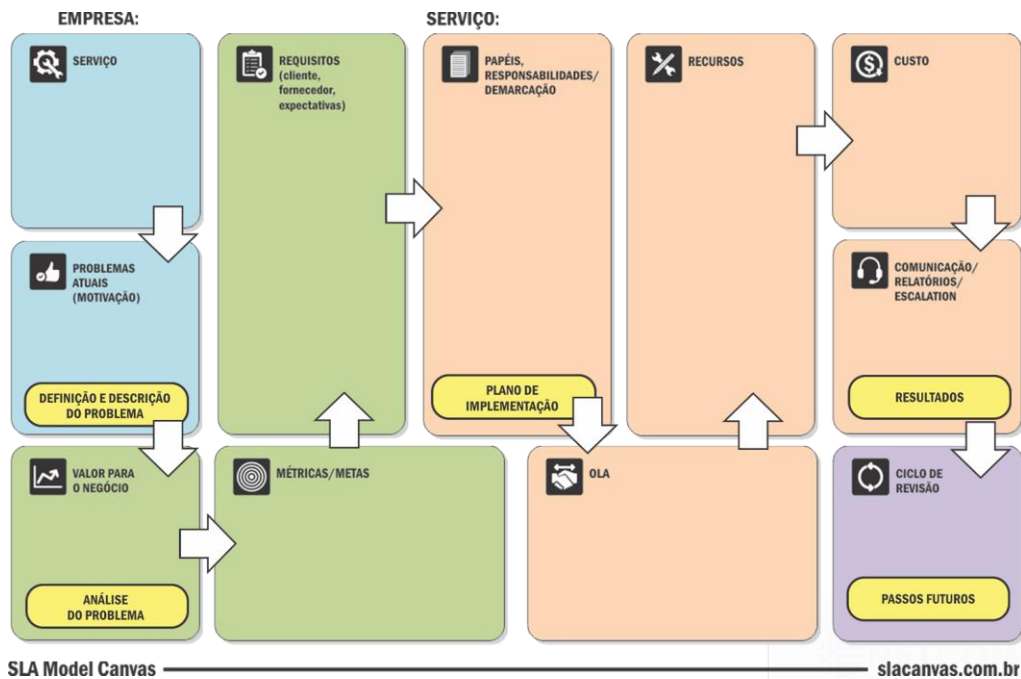 EMPRESA:
SERVIÇO:
SERVIÇO
REQUISITOS
(cliente,
fornecedor,
expectativas)
PAPÉIS,
RESPONSABILIDADES/
DEMARCAÇÃO
RECURSOS
CUSTO
PROBLEMAS
ATUAIS
(MOTIVAÇÃO)
DEFINIÇÃO E DESCRIÇÃO
DO PROBLEMA
PLANO DE
IMPLEMENTAÇÃO
COMUNICAÇÃO/
RELATÓRIOS/
ESCALATION
RESULTADOS
VALOR PARA
O NEGÓCIO
ANÁLISE
DO PROBLEMA
MÉTRICAS/METAS
OLA
CICLO DE
REVISÃO
PASSOS FUTUROS
SLA Model Canvas
slacanvas.com.br